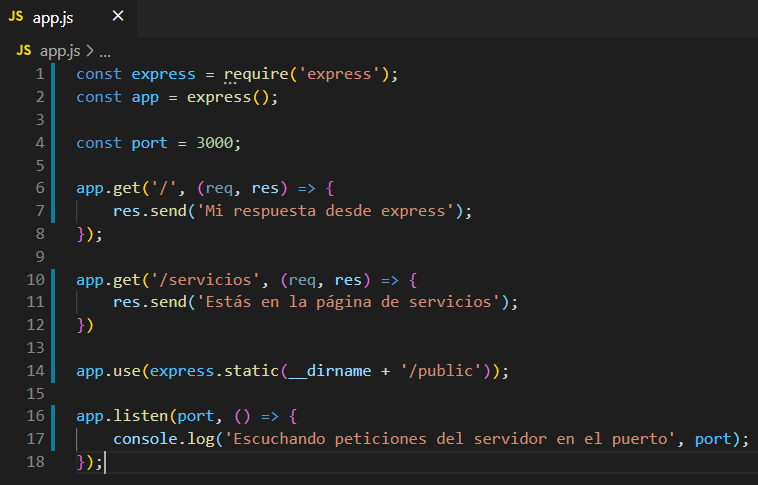 JS app.js ×
JS app.js > ...
1 const express = require('express');
2 const app = express();
3
4 const port = 3000;
5
6 app.get('/', (req, res) => {
7     res.send('Mi respuesta desde express');
8 });
9
10 app.get('/servicios', (req, res) => {
11     res.send('Estás en la página de servicios');
12 })
13
14 app.use(express.static(__dirname + '/public'));
15
16 app.listen(port, () => {
17     console.log('Escuchando peticiones del servidor en el puerto', port);
18 });